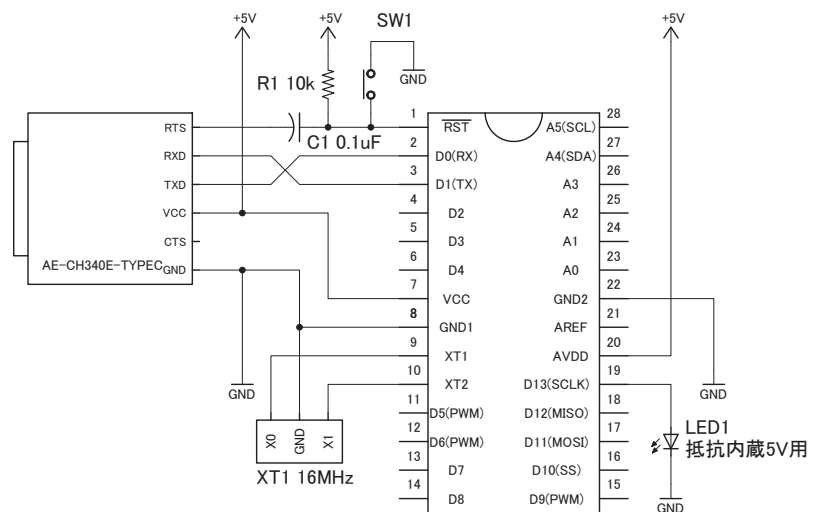 +5V
+5V
SW1
+5V
R1 10k
GND
C1 0.1uF
RTS
RXD
TXD
VCC
CTS
GND
AE-CH340E-TYPEC
1
RST
2
D0(RX)
3
D1(TX)
4
D2
5
D3
6
D4
7
VCC
8
GND1
9
XT1
10
XT2
11
D5(PWM)
12
D6(PWM)
13
D7
14
D8
28
A5(SCL)
27
A4(SDA)
26
A3
25
A2
24
A1
23
A0
22
GND2
21
AREF
20
AVDD
19
D13(SCLK)
18
D12(MISO)
17
D11(MOSI)
16
D10(SS)
15
D9(PWM)
GND
X0
GND
X1
XT1 16MHz
GND
LED1
抵抗内蔵5V用
GND